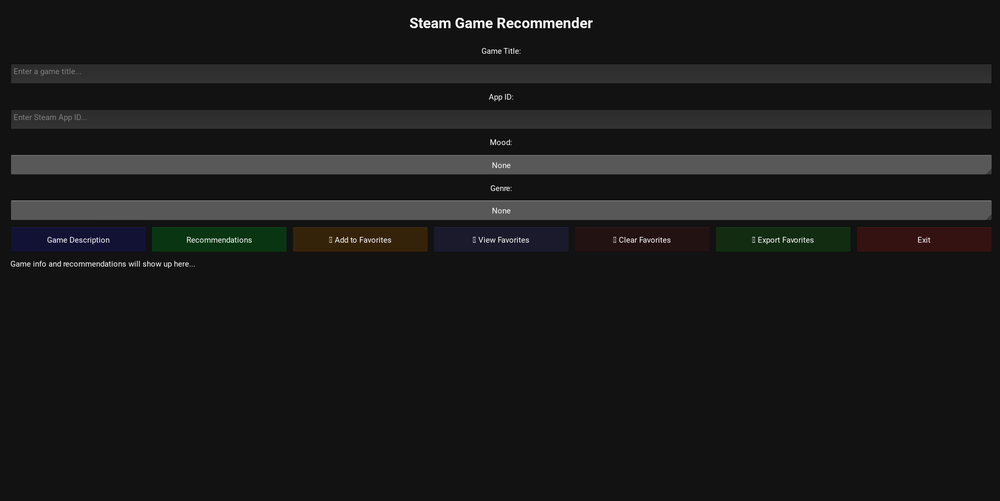 Steam Game Recommender
Game Title:
Enter a game title...
App ID:
Enter Steam App ID...
Mood:
None
Genre:
None
Game Description
Recommendations
Add to Favorites
View Favorites
Clear Favorites
Export Favorites
Exit
Game info and recommendations will show up here...